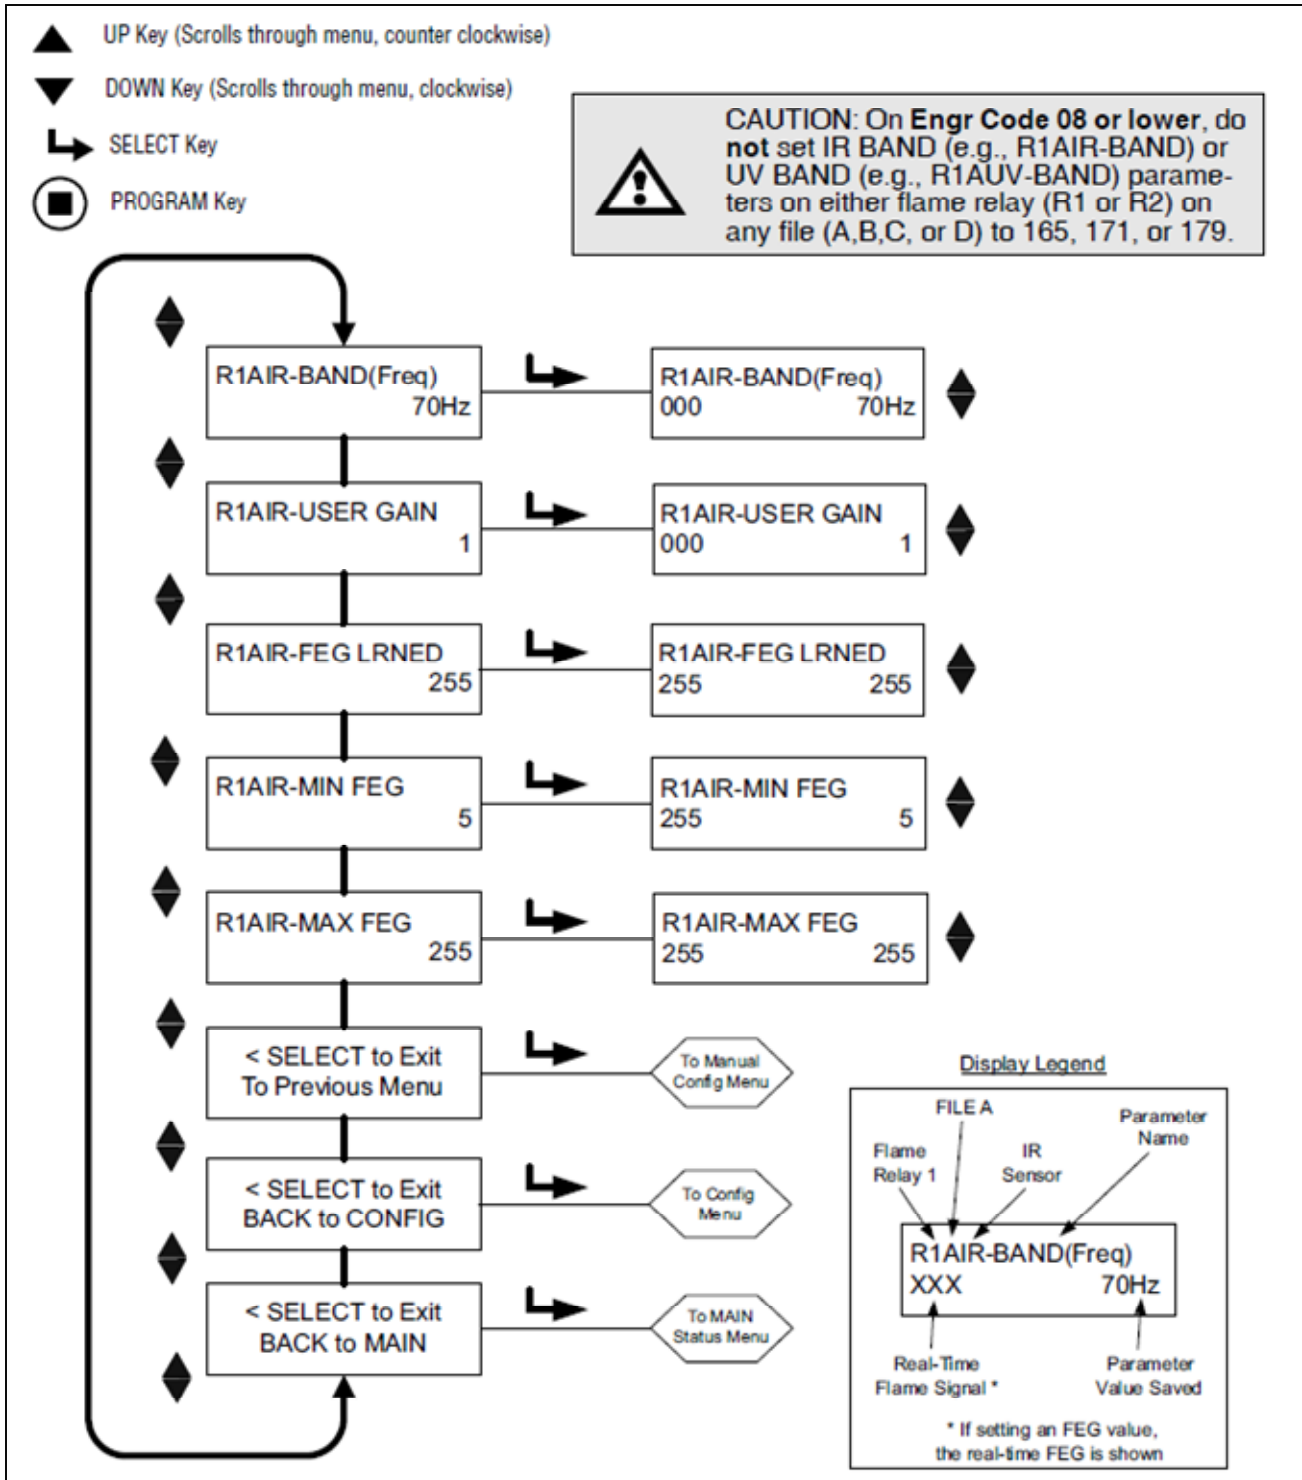 UP Key (Scrolls through menu, counter clockwise)
DOWN Key (Scrolls through menu, clockwise)
SELECT Key
PROGRAM Key
CAUTION: On Engr Code 08 or lower, do
not set IR BAND (e.g., R1AIR-BAND) or
UV BAND (e.g., R1AUV-BAND) parame-
ters on either flame relay (R1 or R2) on
any file (A,B,C, or D) to 165, 171, or 179.
R1AIR-BAND(Freq)
70Hz
R1AIR-BAND(Freq)
000 70Hz
R1AIR-USER GAIN
1
R1AIR-USER GAIN
000 1
R1AIR-FEG LRNED
255
R1AIR-FEG LRNED
255 255
R1AIR-MIN FEG
5
R1AIR-MIN FEG
255 5
R1AIR-MAX FEG
255
R1AIR-MAX FEG
255 255
< SELECT to Exit
To Previous Menu
To Manual
Config Menu
< SELECT to Exit
BACK to CONFIG
To Config
Menu
< SELECT to Exit
BACK to MAIN
To MAIN
Status Menu
Display Legend
FILE A
Parameter
Name
Flame
Relay 1
IR
Sensor
R1AIR-BAND(Freq)
XXX 70Hz
Real-Time
Flame Signal *
Parameter
Value Saved
* If setting an FEG value,
the real-time FEG is shown